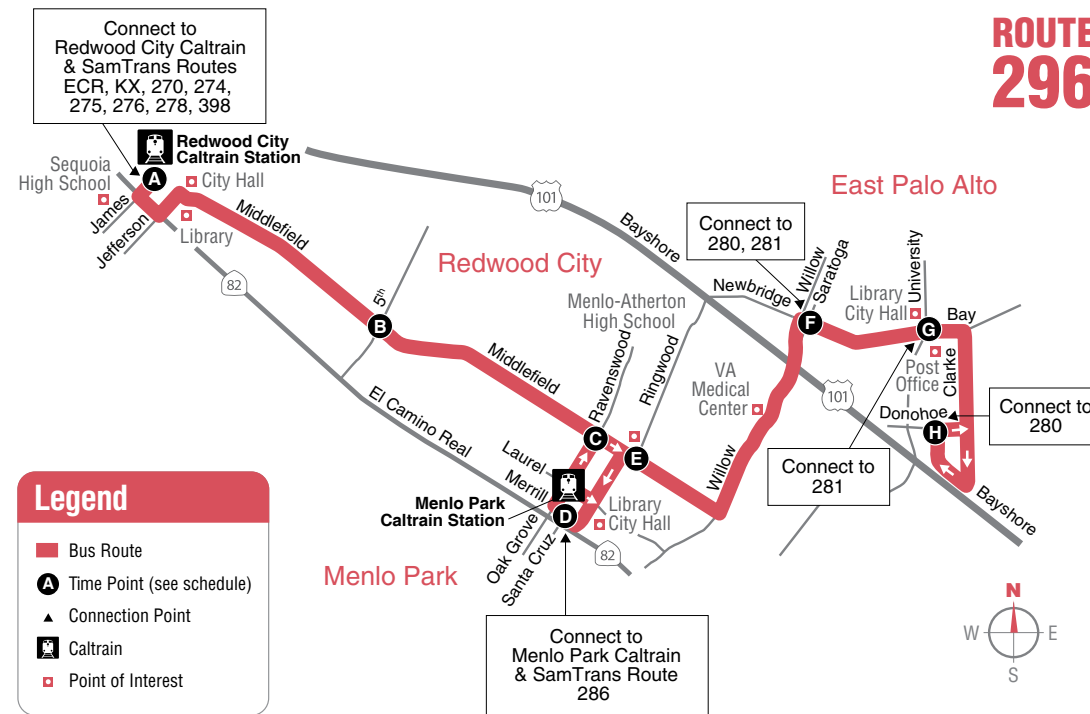 ROUTE
296
Connect to
Redwood City Caltrain
& SamTrans Routes
ECR, KX, 270, 274,
275, 276, 278, 398
Redwood City
Caltrain Station
Sequoia
High School
A
City Hall
James
Jefferson
Library
Middlefield
82
5th
B
Redwood City
101
Bayshore
East Palo Alto
Connect to
280, 281
Newbridge
Willow
Saratoga
F
Library
City Hall
University
G
Bay
Post
Office
Clarke
Donohoe
H
Connect to
280
101
Connect to
281
Bayshore
Menlo-Atherton
High School
Ravenswood
Ringwood
VA
Medical
Center
Willow
Middlefield
El Camino Real
C
E
Laurel
Merrill
Menlo Park
Caltrain Station
D
Library
City Hall
Oak Grove
Santa Cruz
82
Menlo Park
Connect to
Menlo Park Caltrain
& SamTrans Route
286
Legend
Bus Route
A Time Point (see schedule)
Connection Point
Caltrain
Point of Interest
N
W E
S